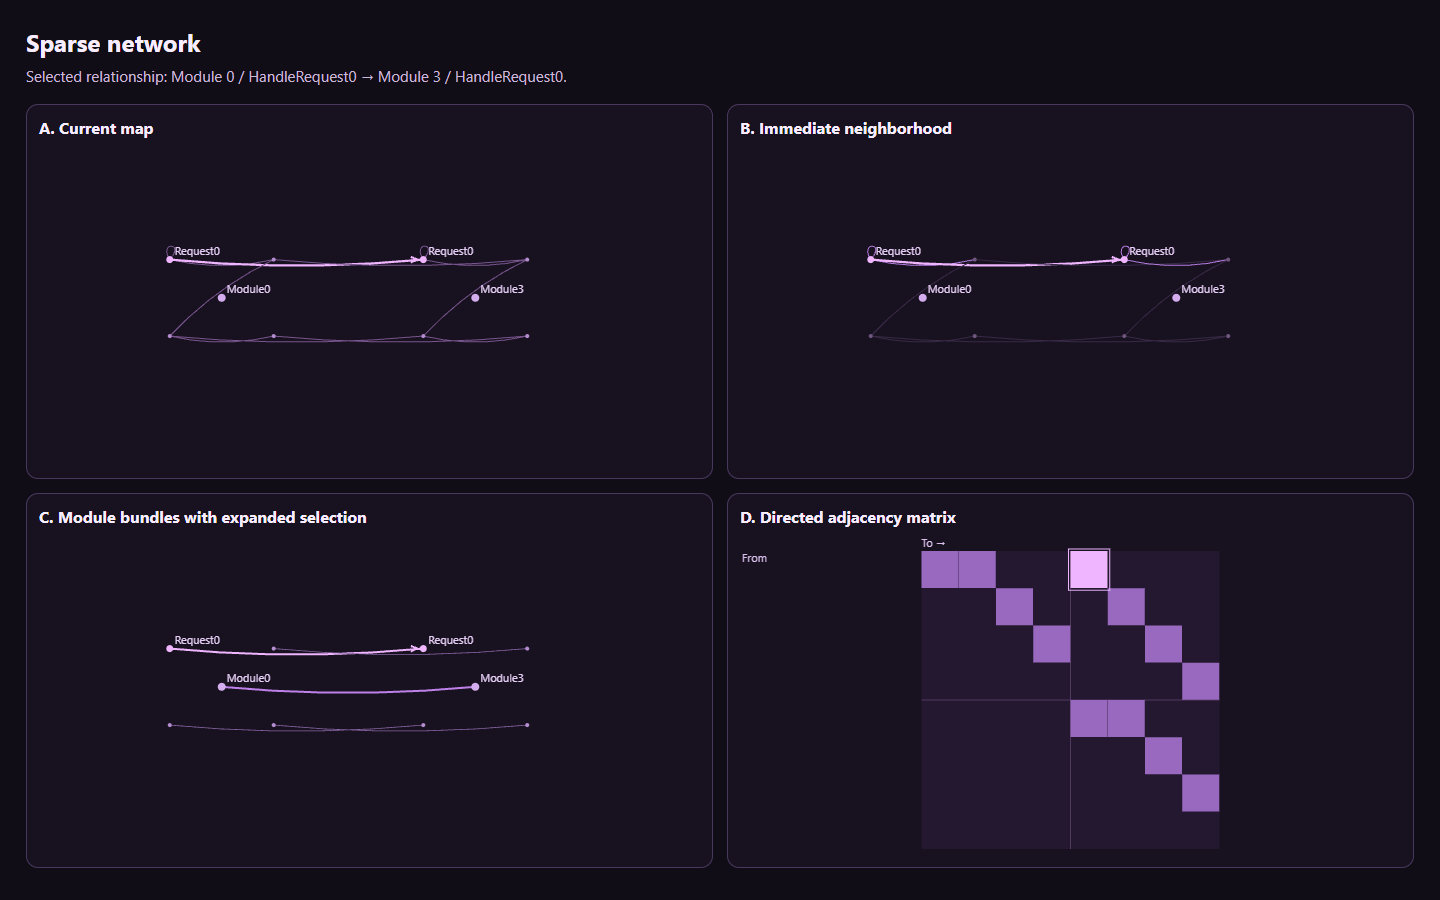 Sparse network
Selected relationship: Module 0 / HandleRequest0 → Module 3 / HandleRequest0.
A. Current map
Request0
Request0
Module0
Module3
B. Immediate neighborhood
Request0
Request0
Module0
Module3
C. Module bundles with expanded selection
Request0
Request0
Module0
Module3
D. Directed adjacency matrix
To →
From